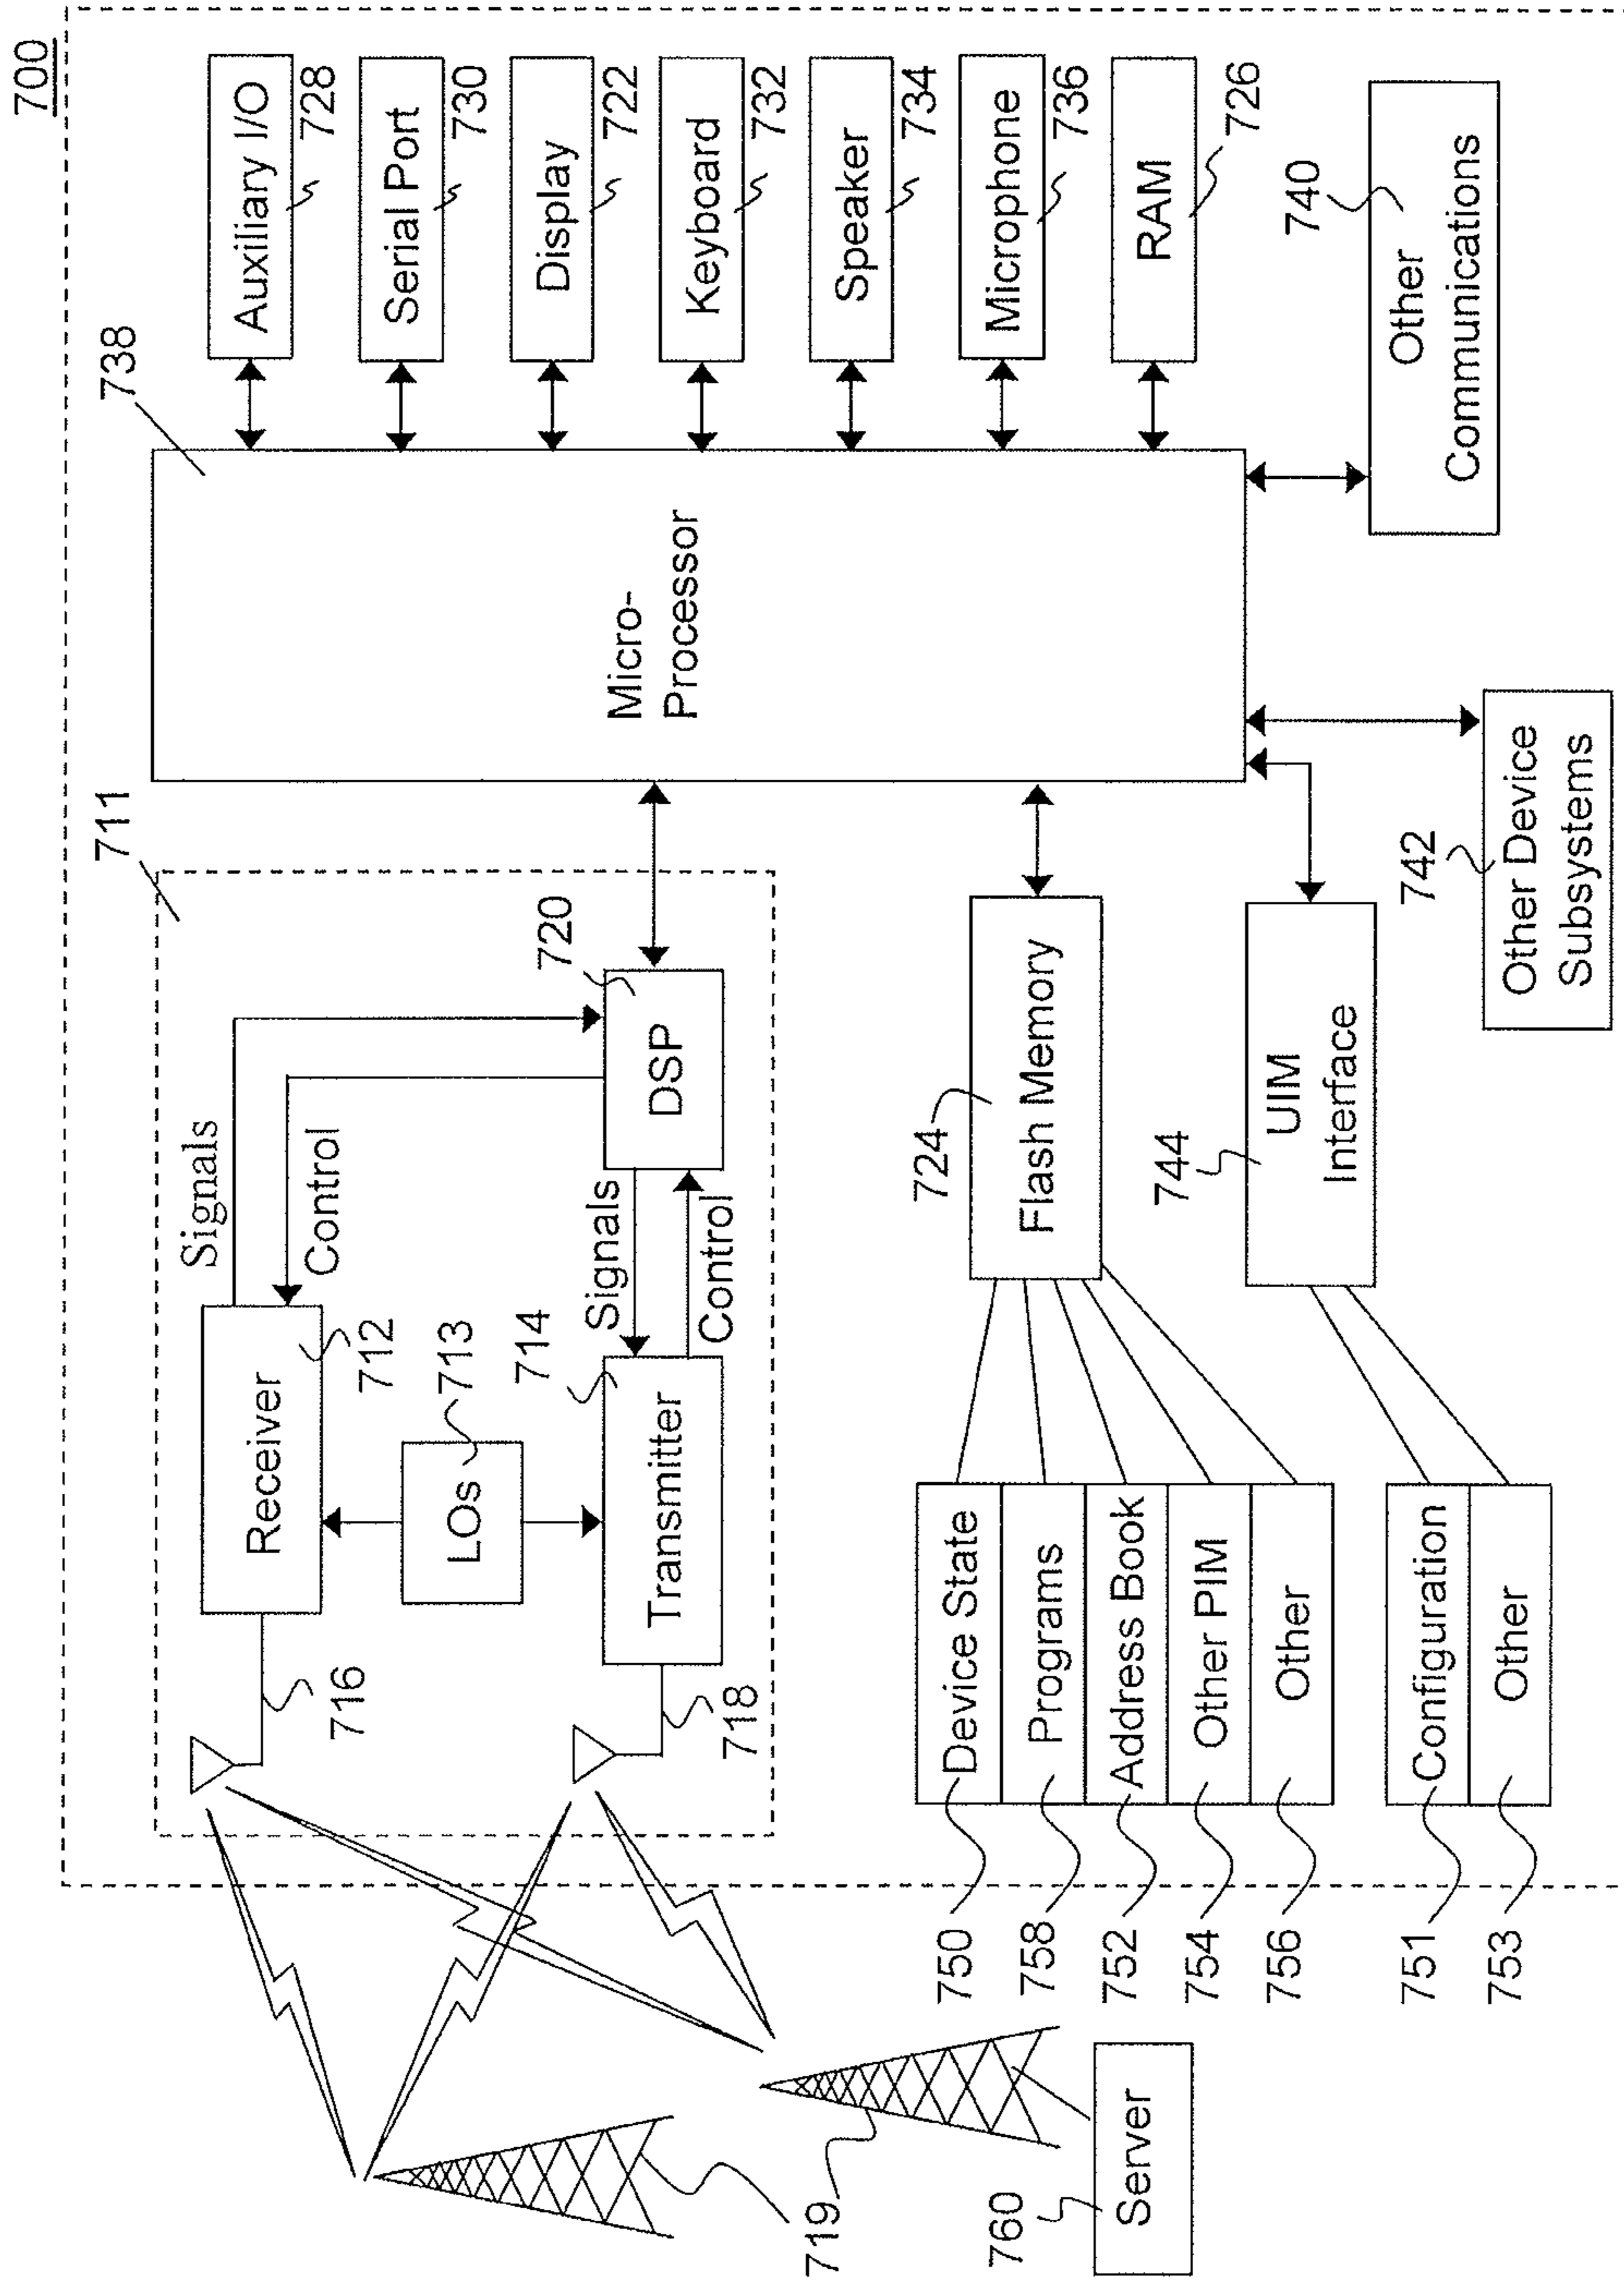 700
738
711
Auxiliary I/O
728
Serial Port
730
Display
722
Keyboard
732
Speaker
734
Microphone
736
RAM
726
Micro-
Processor
Other
Communications
740
Other Device
Subsystems
742
Signals
Control
Receiver
712
LOs
713
714
Transmitter
Signals
Control
DSP
720
716
718
Flash Memory
724
UIM
Interface
744
750
Device State
758
Programs
752
Address Book
754
Other PIM
756
Other
751
Configuration
753
Other
719
760
Server